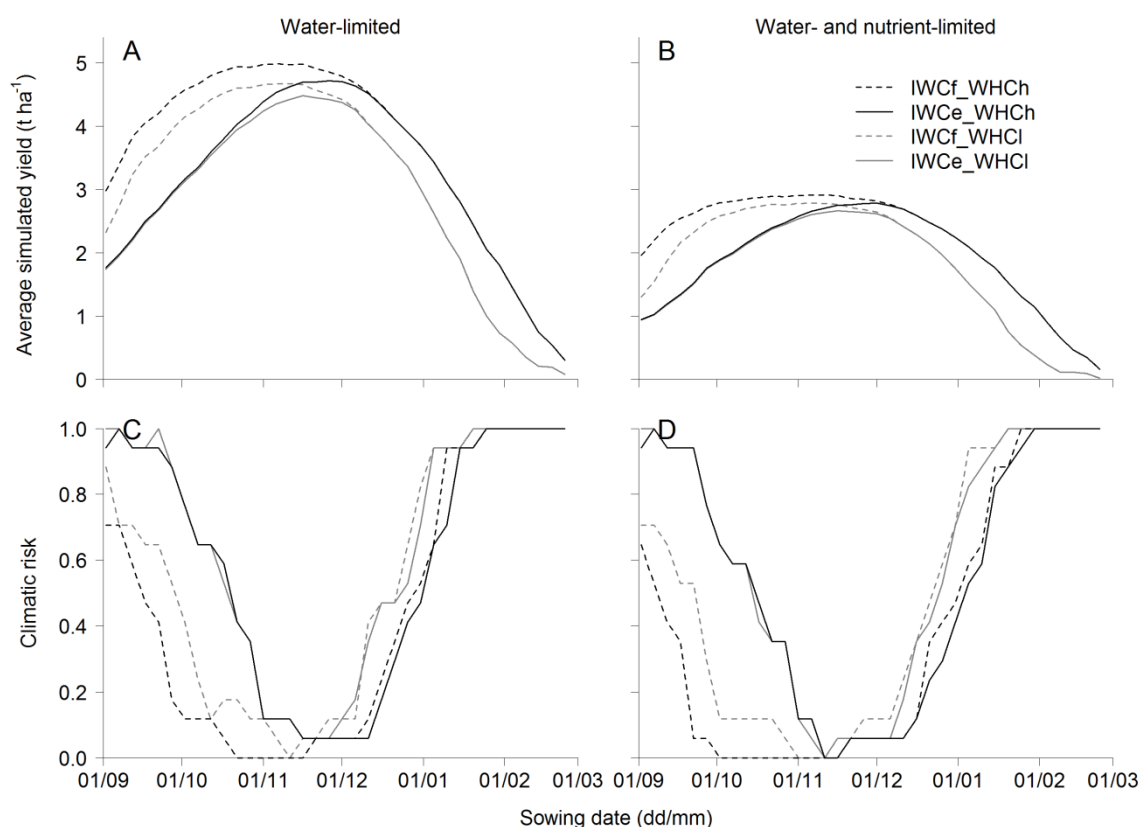 Water-limited
Water- and nutrient-limited
A
B
5
4
3
2
1
0
Average simulated yield (t ha⁻¹)
IWCf_WHCh
IWCe_WHCh
IWCf_WHCl
IWCe_WHCl
C
D
1.0
0.8
0.6
0.4
0.2
0.0
Climatic risk
01/09 01/10 01/11 01/12 01/01 01/02 01/03
01/09 01/10 01/11 01/12 01/01 01/02 01/03
Sowing date (dd/mm)